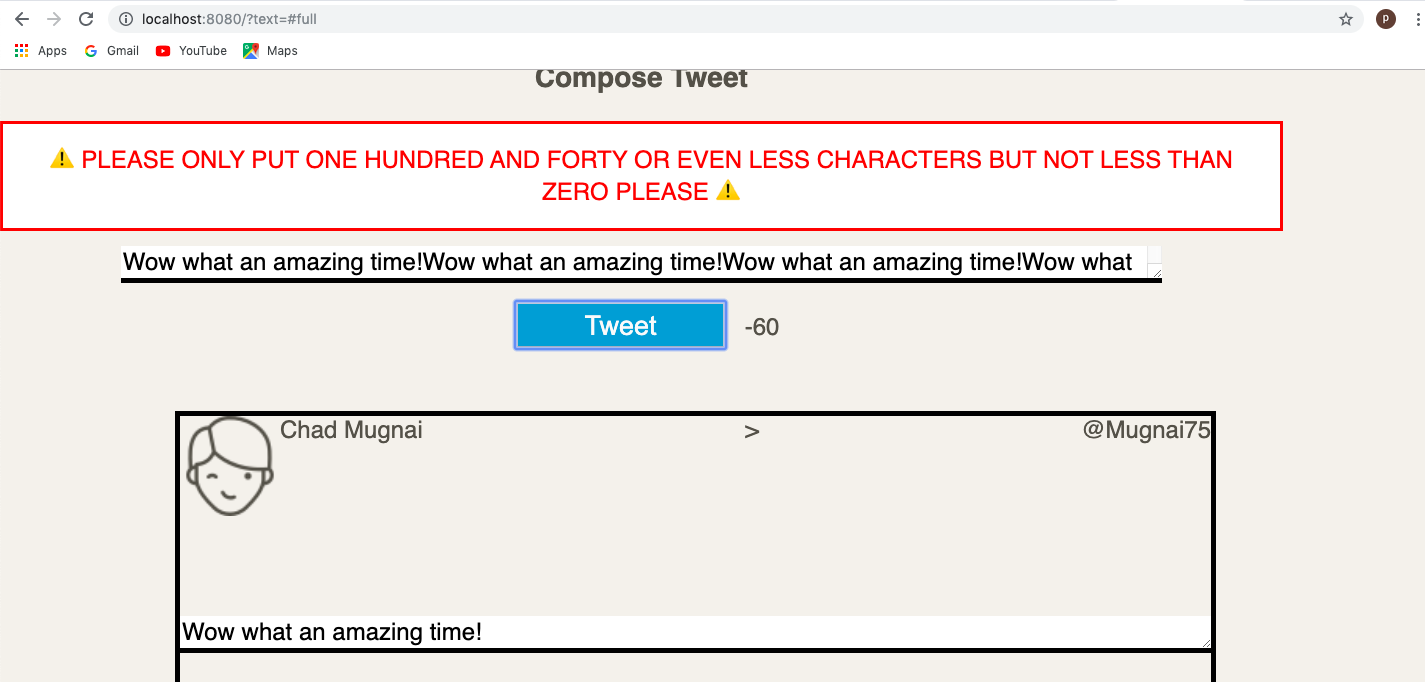 localhost:8080/?text=#full
P
Apps Gmail YouTube Maps
Compose Tweet
⚠️ PLEASE ONLY PUT ONE HUNDRED AND FORTY OR EVEN LESS CHARACTERS BUT NOT LESS THAN
ZERO PLEASE ⚠️
Wow what an amazing time!Wow what an amazing time!Wow what an amazing time!Wow what
Tweet -60
Chad Mugnai > @Mugnai75
Wow what an amazing time!